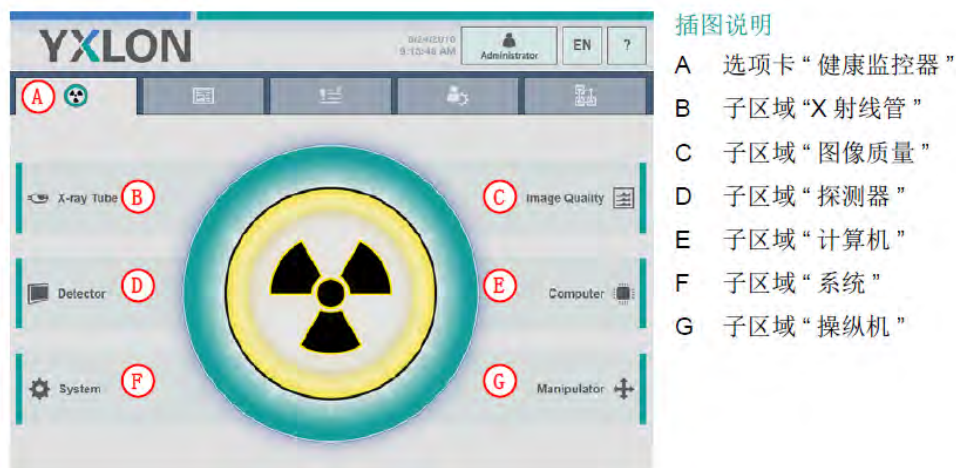 YXLON
9:15:46 AM
Administrator
EN
?
A
X-ray Tube B
C Image Quality
Detector D
E Computer
System F
G Manipulator
插图说明
A 选项卡“健康监控器”
B 子区域“X 射线管”
C 子区域“图像质量”
D 子区域“探测器”
E 子区域“计算机”
F 子区域“系统”
G 子区域“操纵机”